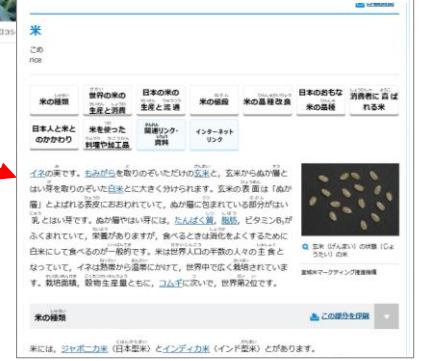 米
こめ
rice
米の種類
世界の米の
生産と消費
日本の米の
生産と流通
米の値段
米の品種改良
日本のおもな
米の品種
消費者に喜ば
れる米
日本人と米と
のかかわり
米を使った
料理や加工品
関連リンク・
資料
インターネット
リンク
イネの実です。もみがらを取りのぞいただけの玄米と、玄米からぬか層と
はい芽を取りのぞいた白米とに大きく分けられます。玄米の表面は「ぬか
層」とよばれる表皮におおわれていて、ぬか層に包まれている部分がはい
乳とはい芽です。ぬか層やはい芽には、たんぱく質、脂肪、ビタミンB₁が
ふくまれていて、栄養がありますが、食べるときは消化をよくするために
白米にして食べるのが一般的です。米は世界人口の半数の人々の主食と
なっていて、イネは熱帯から温帯にかけて、世界中で広く栽培されていま
す。栽培面積、穀物生産量ともに、コムギに次いで、世界第2位です。
玄米（げんまい）の状態（じょ
うたい）の米
宮城米マーケティング推進機構
米の種類
この部分を印刷
米には、ジャポニカ米（日本型米）とインディカ米（インド型米）とがあります。